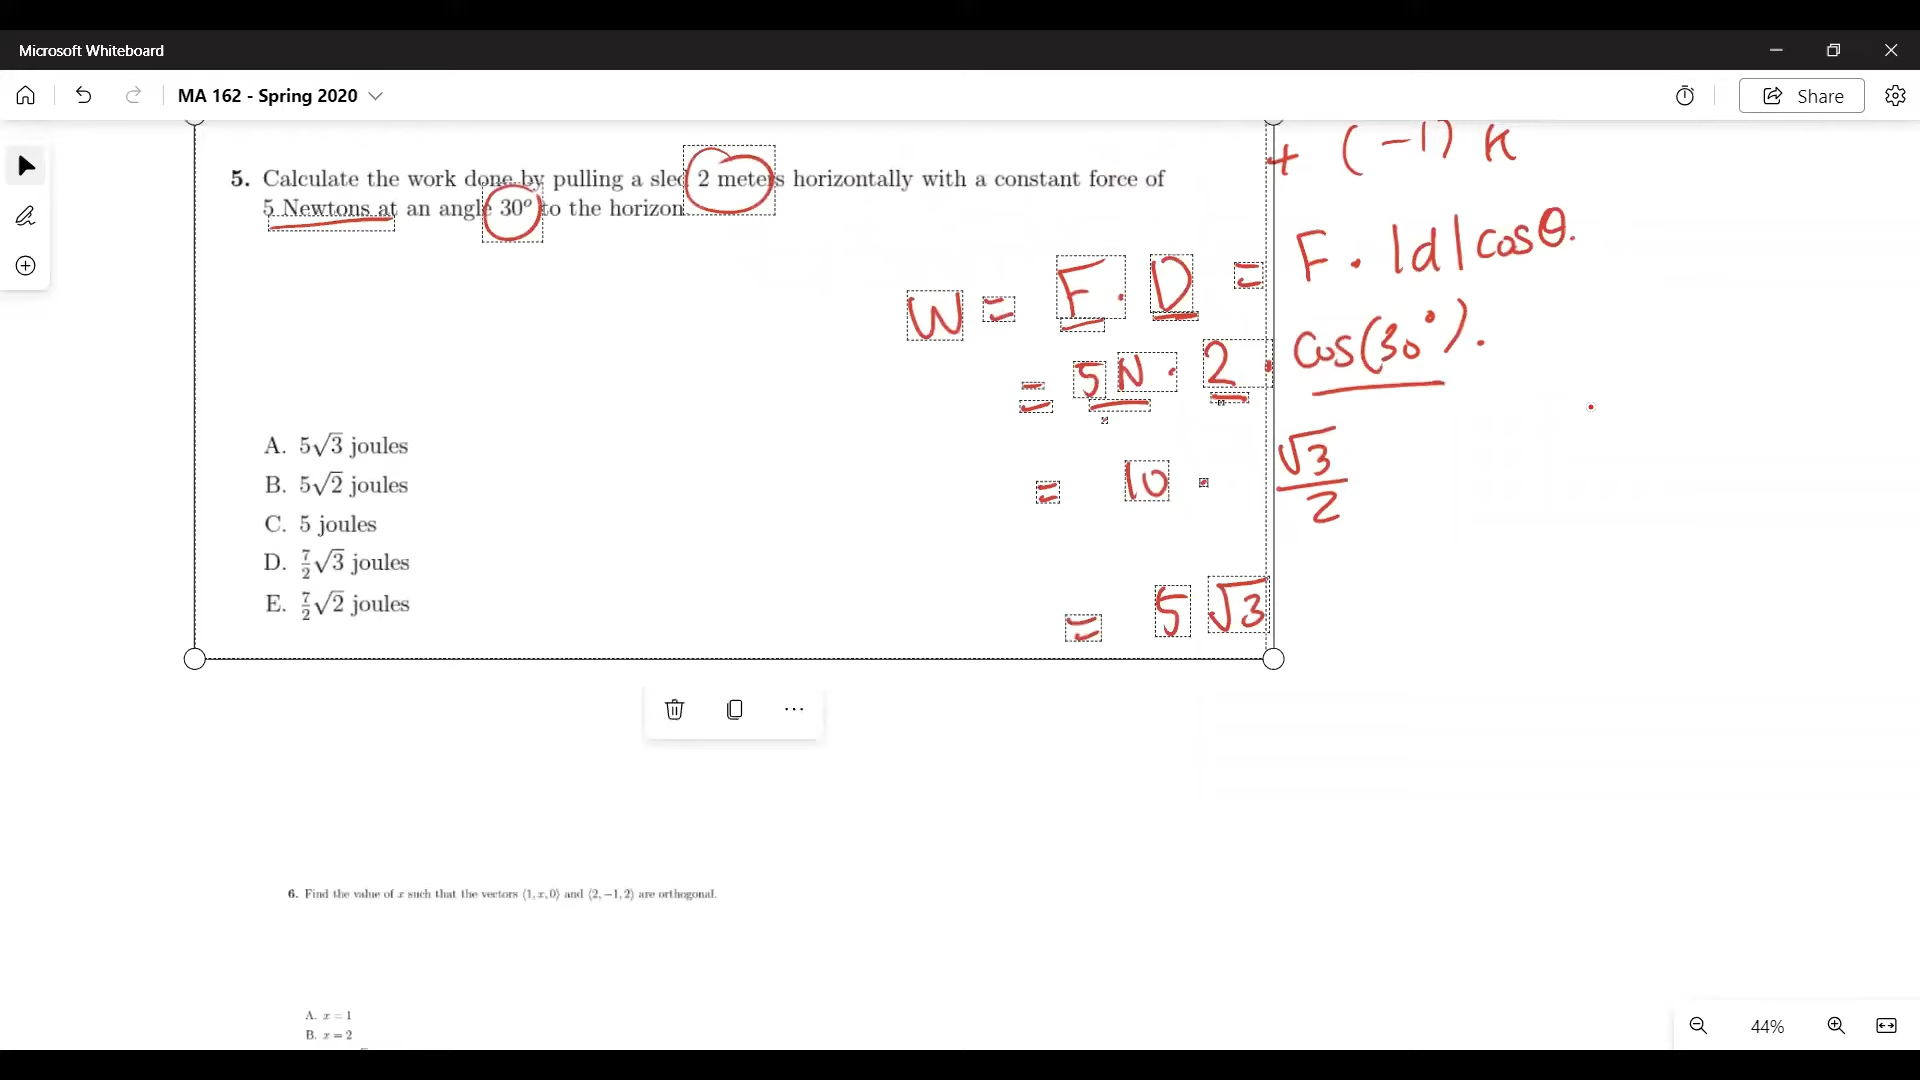 Microsoft Whiteboard
MA 162 - Spring 2020
Share
+ (-1) k
5. Calculate the work done by pulling a sled 2 meters horizontally with a constant force of
5 Newtons at an angle 30° to the horizon
W = F · D = F · |d| cosθ.
= 5N · 2 · cos(30°).
= 10 · √3/2
= 5 √3
A. 5√3 joules
B. 5√2 joules
C. 5 joules
D. 7/2√3 joules
E. 7/2√2 joules
6. Find the value of x such that the vectors ⟨1, x, 0⟩ and ⟨2, −1, 2⟩ are orthogonal.
A. x = 1
B. x = 2
44%